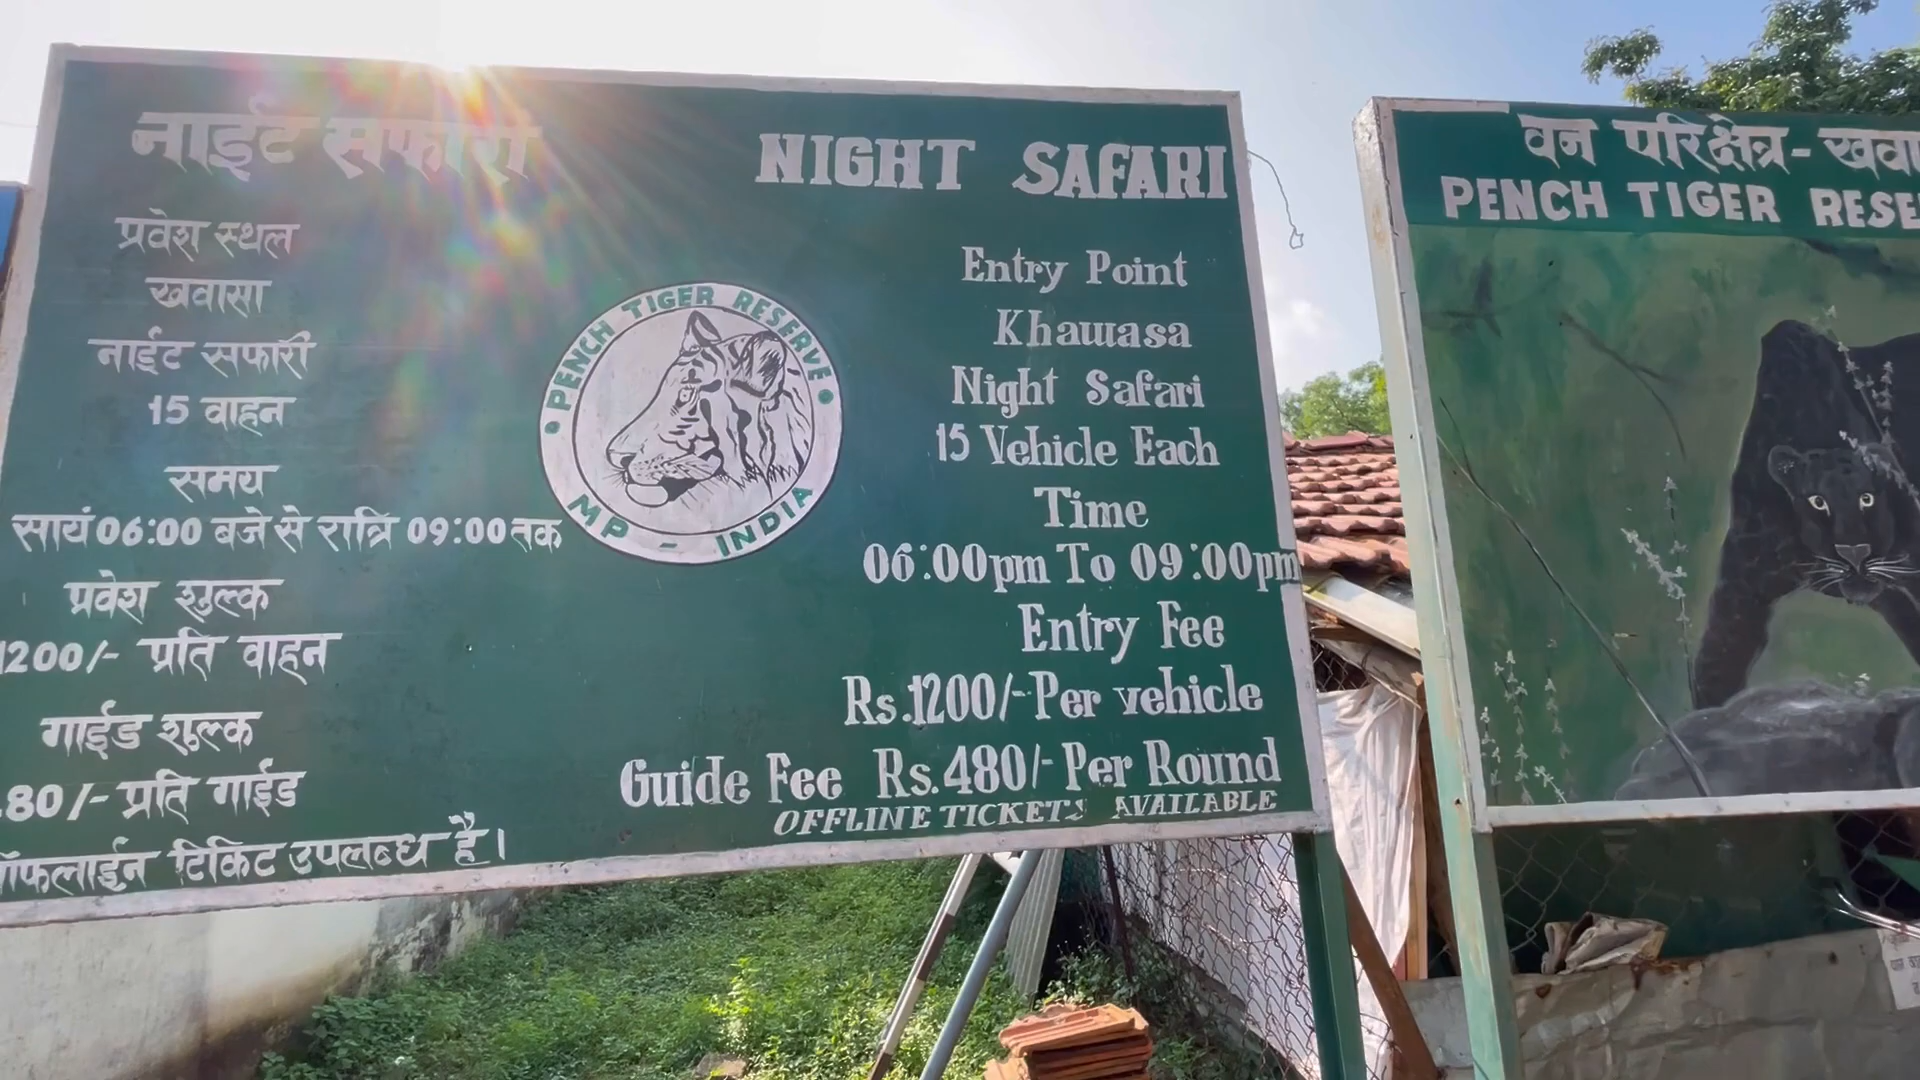 नाईट सफारी
प्रवेश स्थल
खवासा
नाईट सफारी
15 वाहन
समय
सायं 06:00 बजे से रात्रि 09:00 तक
प्रवेश शुल्क
1200/- प्रति वाहन
गाईड शुल्क
80/- प्रति गाईड
ऑफलाईन टिकिट उपलब्ध है।
PENCH TIGER RESERVE
MP - INDIA
NIGHT SAFARI
Entry Point
Khawasa
Night Safari
15 Vehicle Each
Time
06:00pm To 09:00pm
Entry Fee
Rs.1200/- Per vehicle
Guide Fee Rs.480/- Per Round
OFFLINE TICKETS AVAILABLE
वन परिक्षेत्र - खवा
PENCH TIGER RESE